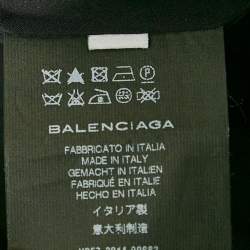 BALENCIAGA
FABBRICATO IN ITALIA
MADE IN ITALY
GEMACHT IN ITALIEN
FABRIQUÉ EN ITALIE
HECHO EN ITALIA
イタリア製
意大利制造